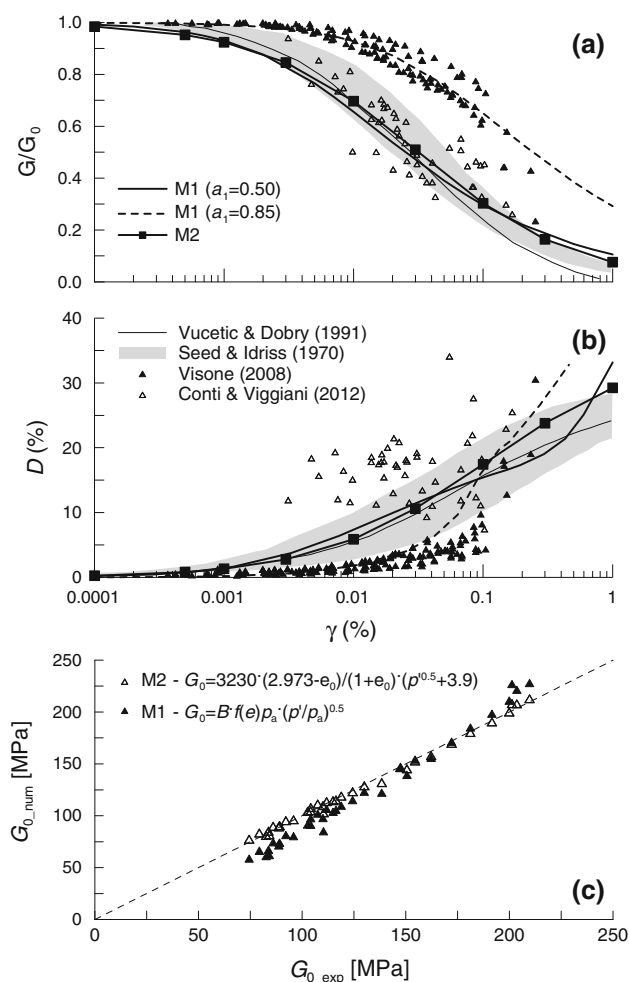 1.0
(a)
0.8
0.6
G/G0
0.4
M1 (a1=0.50)
M1 (a1=0.85)
0.2
M2
0.0
40
(b)
Vucetic & Dobry (1991)
Seed & Idriss (1970)
30
Visone (2008)
Conti & Viggiani (2012)
D (%)
20
10
0
0.0001 0.001 0.01 0.1 1
γ (%)
250
M2 - G0=3230·(2.973-e0)/(1+e0)·(p'^0.5+3.9)
M1 - G0=B·f(e)pa·(p'/pa)^0.5
200
G0_num [MPa]
150
100
50
(c)
0
0 50 100 150 200 250
G0_exp [MPa]